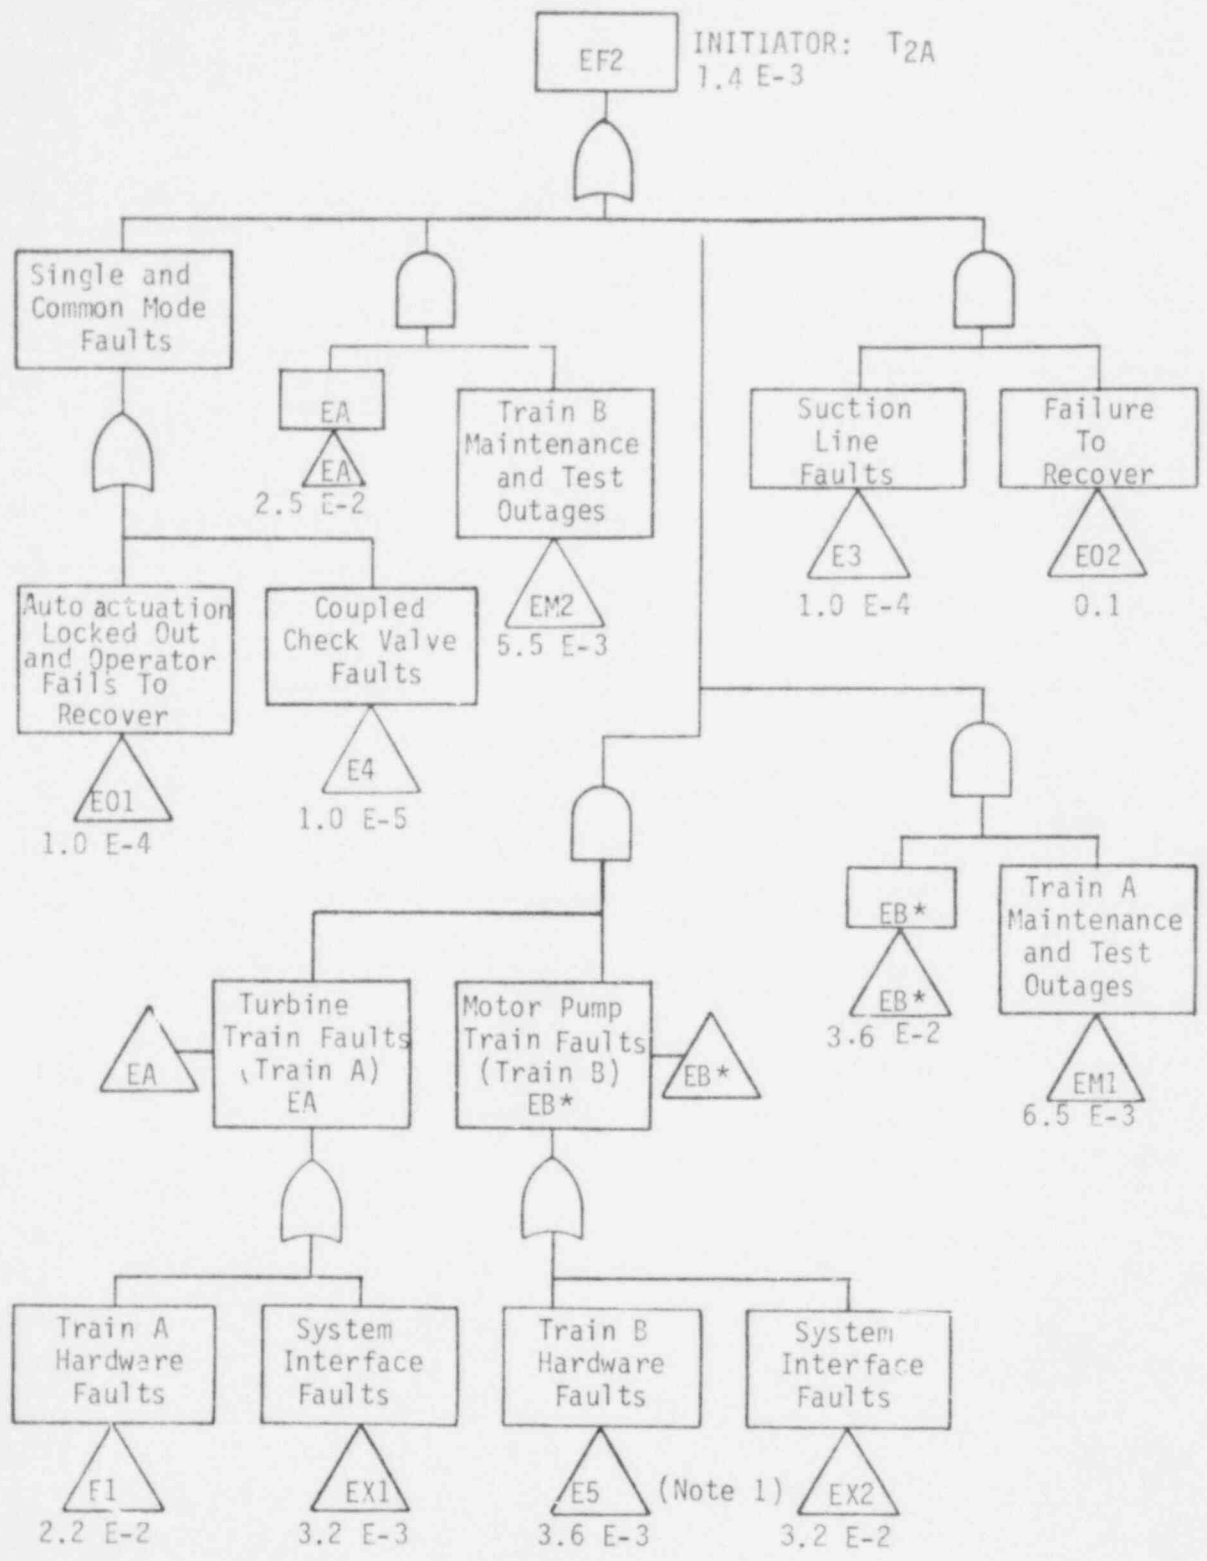 EF2
INITIATOR: T2A
1.4 E-3
Single and
Common Mode
Faults
EA
EA
2.5 E-2
Train B
Maintenance
and Test
Outages
EM2
5.5 E-3
Suction
Line
Faults
E3
1.0 E-4
Failure
To
Recover
EO2
0.1
Auto actuation
Locked Out
and Operator
Fails To
Recover
EO1
1.0 E-4
Coupled
Check Valve
Faults
E4
1.0 E-5
EB*
EB*
3.6 E-2
Train A
Maintenance
and Test
Outages
EM1
6.5 E-3
EA
Turbine
Train Faults
(Train A)
EA
Motor Pump
Train Faults
(Train B)
EB*
EB*
Train A
Hardware
Faults
E1
2.2 E-2
System
Interface
Faults
EX1
3.2 E-3
Train B
Hardware
Faults
E5
(Note 1)
3.6 E-3
System
Interface
Faults
EX2
3.2 E-2